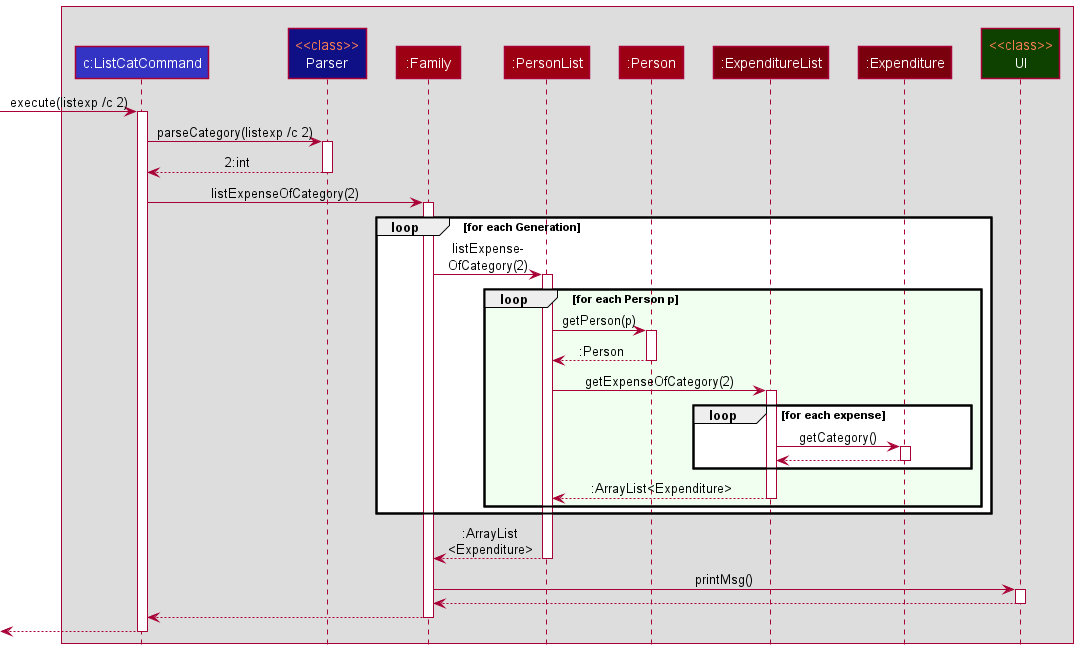 <<class>>
<<class>>
c:ListCatCommand
Parser
:Family
:PersonList
:Person
:ExpenditureList
:Expenditure
UI
execute(listexp /c 2)
parseCategory(listexp /c 2)
2:int
listExpenseOfCategory(2)
loop
[for each Generation]
listExpense-
OfCategory(2)
loop
[for each Person p]
getPerson(p)
:Person
getExpenseOfCategory(2)
loop
[for each expense]
getCategory()
:ArrayList<Expenditure>
:ArrayList
<Expenditure>
printMsg()